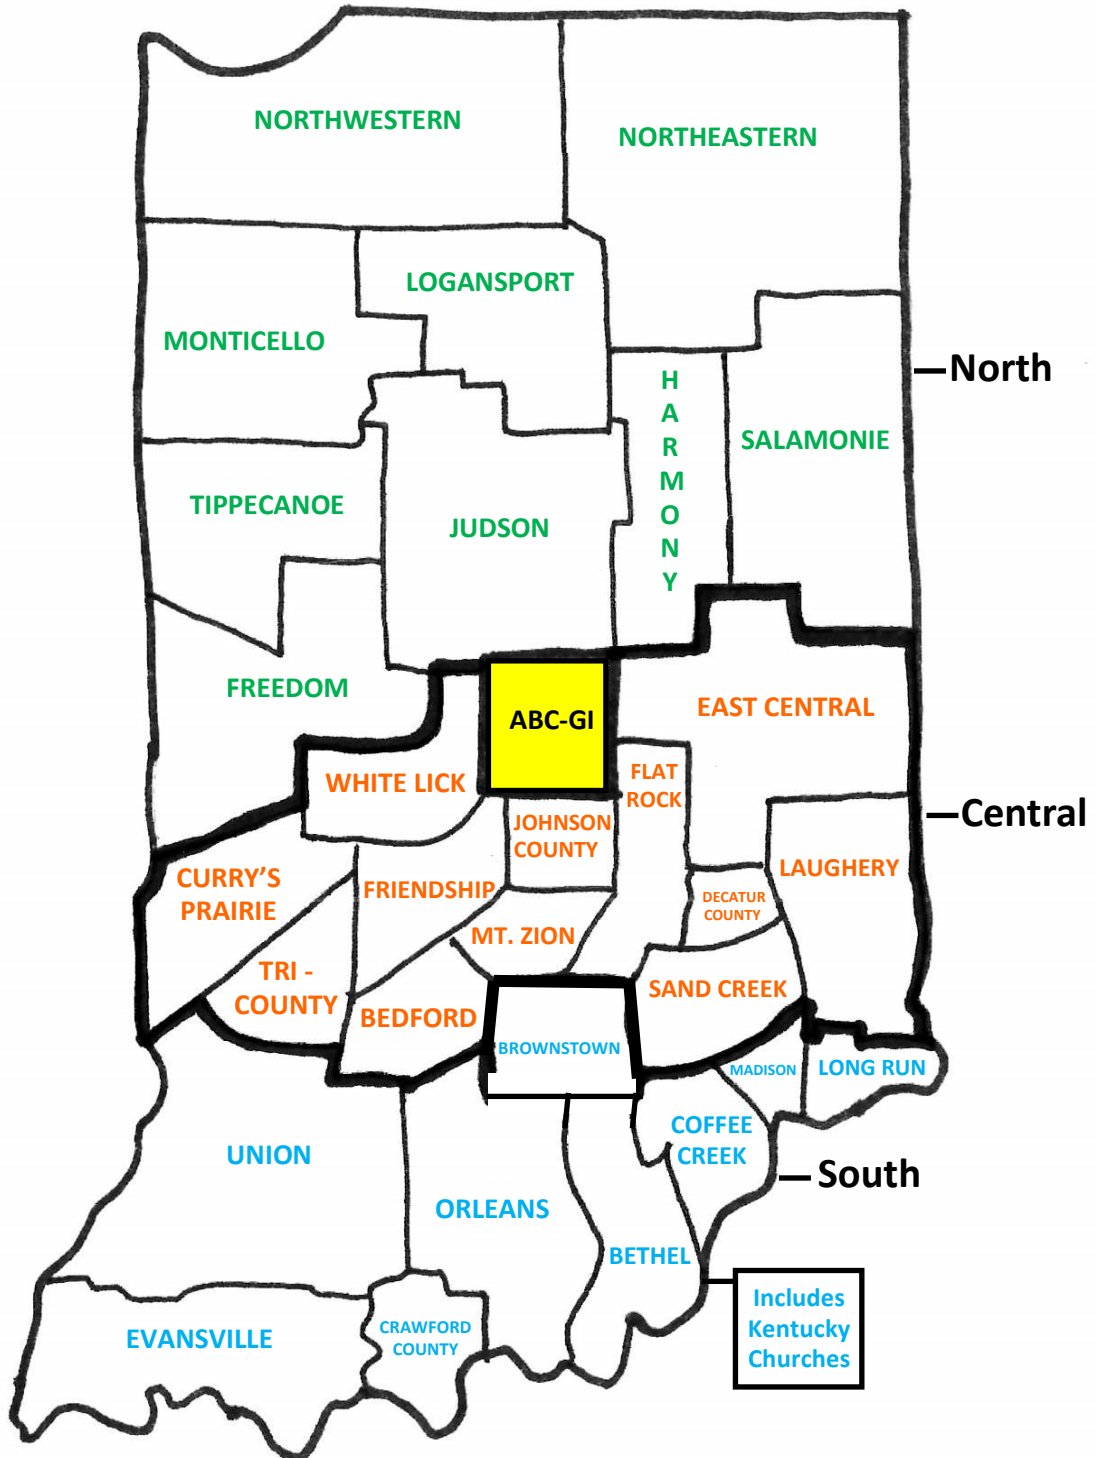 NORTHWESTERN
NORTHEASTERN
LOGANSPORT
MONTICELLO
North
H
A
R
M
O
N
Y
SALAMONIE
TIPPECANOE
JUDSON
FREEDOM
ABC-GI
EAST CENTRAL
WHITE LICK
FLAT
ROCK
Central
JOHNSON
COUNTY
LAUGHERY
CURRY’S
PRAIRIE
FRIENDSHIP
DECATUR
COUNTY
MT. ZION
TRI -
COUNTY
SAND CREEK
BEDFORD
BROWNSTOWN
MADISON
LONG RUN
COFFEE
CREEK
UNION
South
ORLEANS
BETHEL
Includes
Kentucky
Churches
EVANSVILLE
CRAWFORD
COUNTY